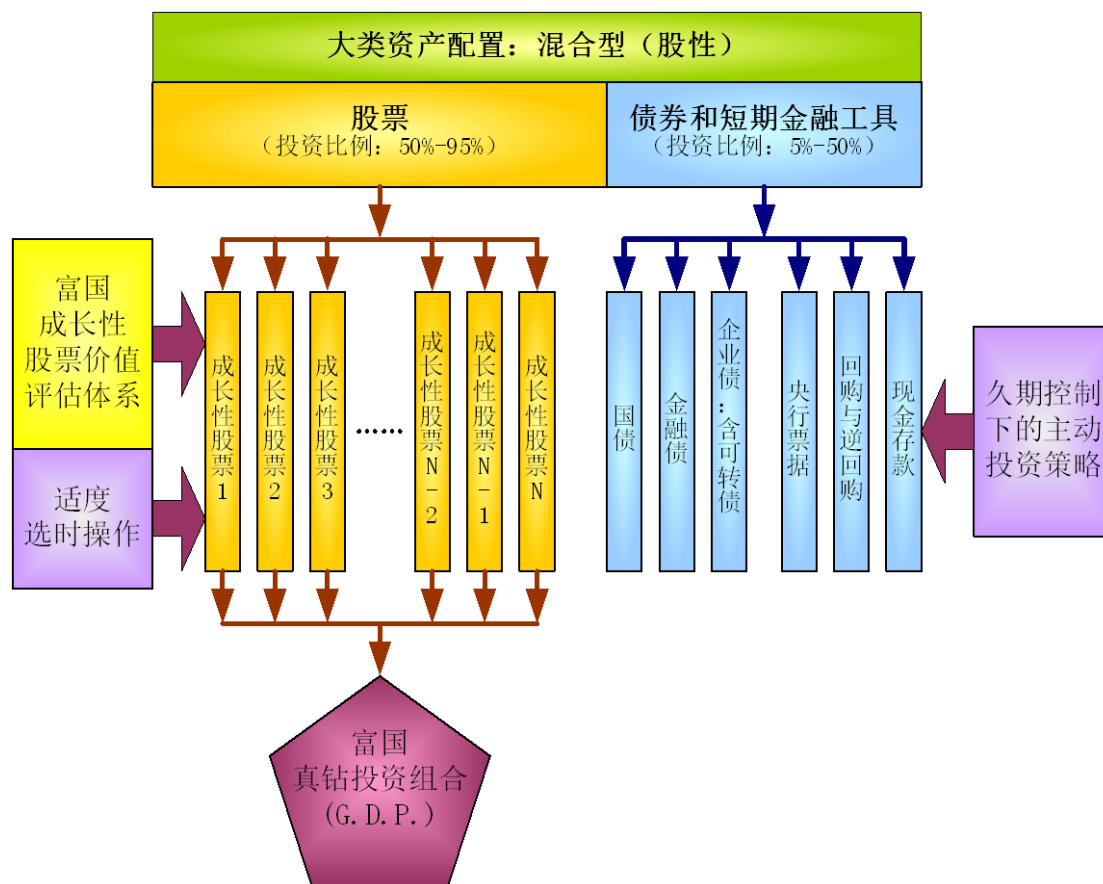 大类资产配置：混合型（股性）
股票
（投资比例：50%-95%）
债券和短期金融工具
（投资比例：5%-50%）
富国
成长性
股票价值
评估体系
适度
选时操作
成长性股票1
成长性股票2
成长性股票3
……
成长性股票N-2
成长性股票N-1
成长性股票N
国债
金融债
企业债：含可转债
央行票据
回购与逆回购
现金存款
久期控制
下的主动
投资策略
富国
真钻投资组合
(G.D.P.)